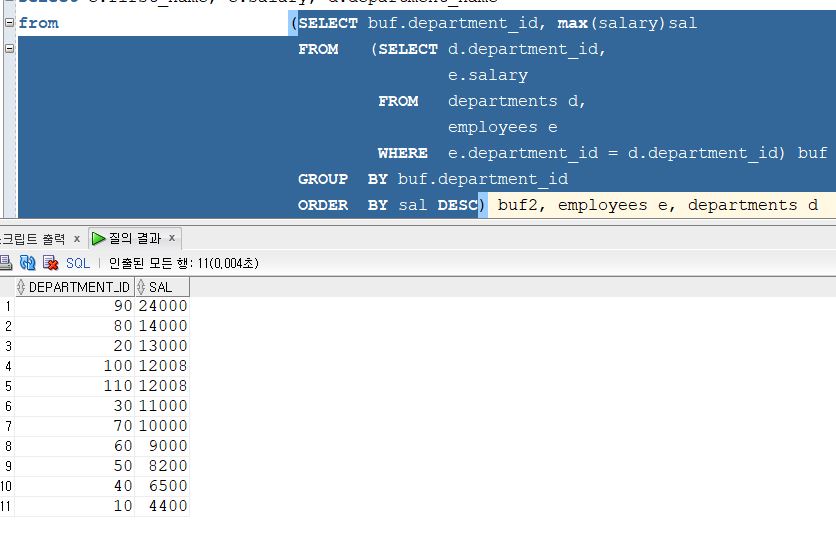 from (SELECT buf.department_id, max(salary)sal
FROM (SELECT d.department_id,
e.salary
FROM departments d,
employees e
WHERE e.department_id = d.department_id) buf
GROUP BY buf.department_id
ORDER BY sal DESC) buf2, employees e, departments d
크립트 출력 x 질의 결과 x
SQL | 인출된 모든 행: 11(0,004초)
DEPARTMENT_ID SAL
1 90 24000
2 80 14000
3 20 13000
4 100 12008
5 110 12008
6 30 11000
7 70 10000
8 60 9000
9 50 8200
10 40 6500
11 10 4400